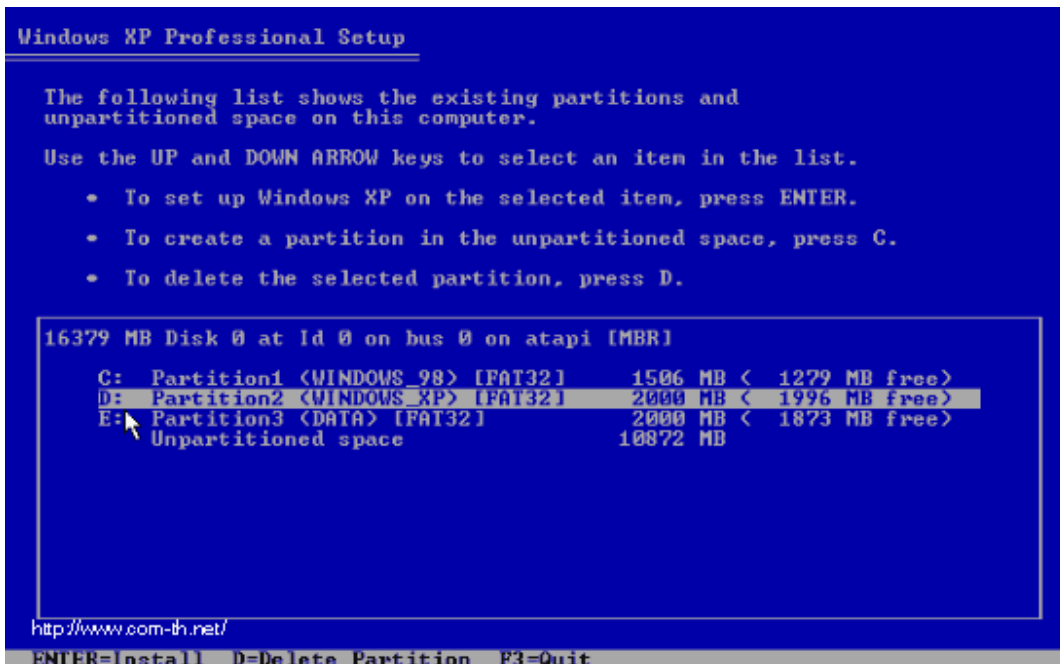 Windows XP Professional Setup
The following list shows the existing partitions and
unpartitioned space on this computer.
Use the UP and DOWN ARROW keys to select an item in the list.
• To set up Windows XP on the selected item, press ENTER.
• To create a partition in the unpartitioned space, press C.
• To delete the selected partition, press D.
16379 MB Disk 0 at Id 0 on bus 0 on atapi [MBR]
C: Partition1 (WINDOWS_98) [FAT32] 1506 MB ( 1279 MB free)
D: Partition2 (WINDOWS_XP) [FAT32] 2000 MB ( 1996 MB free)
E: Partition3 (DATA) [FAT32] 2000 MB ( 1873 MB free)
Unpartitioned space 10872 MB
http://www.com-th.net/
ENTER=Install D=Delete Partition F3=Quit